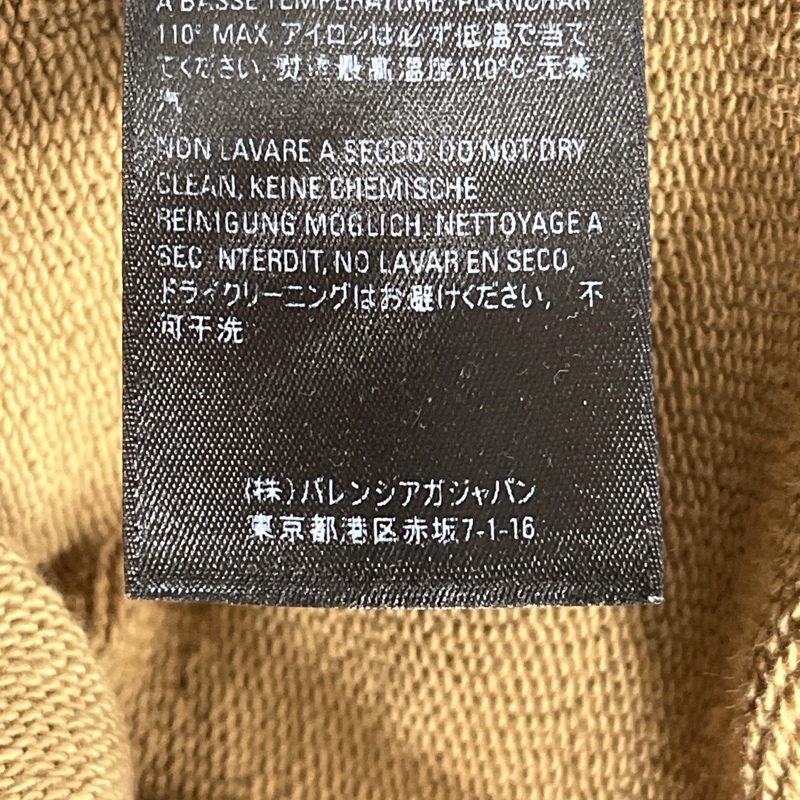 A BASSE TEMPERATURE, PLANCHAR
110° MAX, アイロンは必ず低温で当て
てください, 熨烫最高温度110°C-无蒸
汽
NON LAVARE A SECCO, DO NOT DRY
CLEAN, KEINE CHEMISCHE
REINIGUNG MÖGLICH, NETTOYAGE A
SEC INTERDIT, NO LAVAR EN SECO,
ドライクリーニングはお避けください, 不
可干洗
(株)バレンシアガジャパン
東京都港区赤坂7-1-16